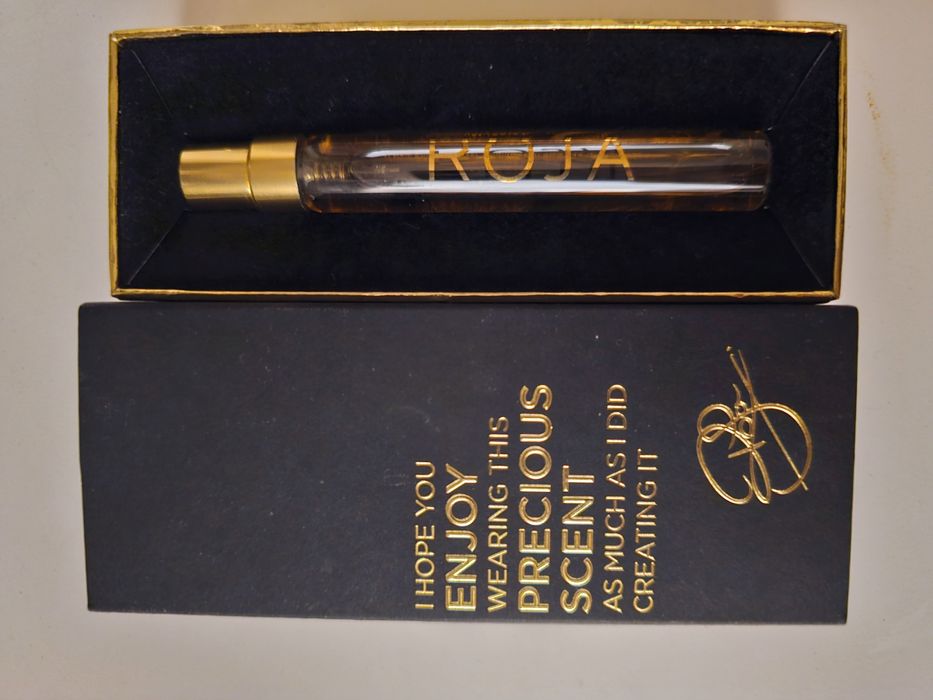 ROJA
I HOPE YOU
ENJOY
WEARING THIS
PRECIOUS
SCENT
AS MUCH AS I DID
CREATING IT